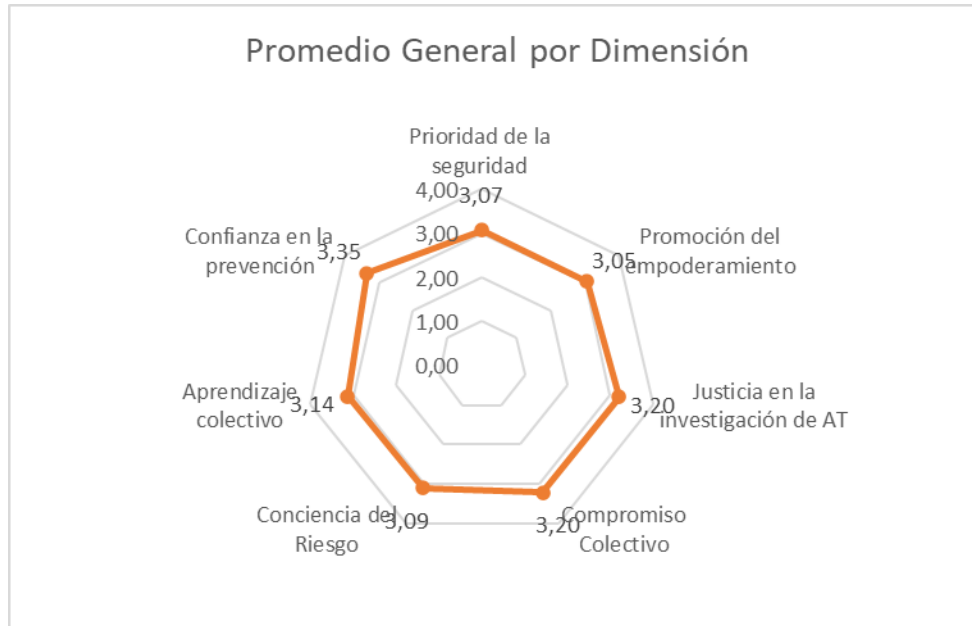 Promedio General por Dimensión
Prioridad de la
seguridad
3,07
4,00
3,00
2,00
1,00
0,00
Promoción del
empoderamiento
3,05
Justicia en la
investigación de AT
3,20
Compromiso
Colectivo
3,20
Conciencia del
Riesgo
3,09
Aprendizaje
colectivo
3,14
Confianza en la
prevención
3,35